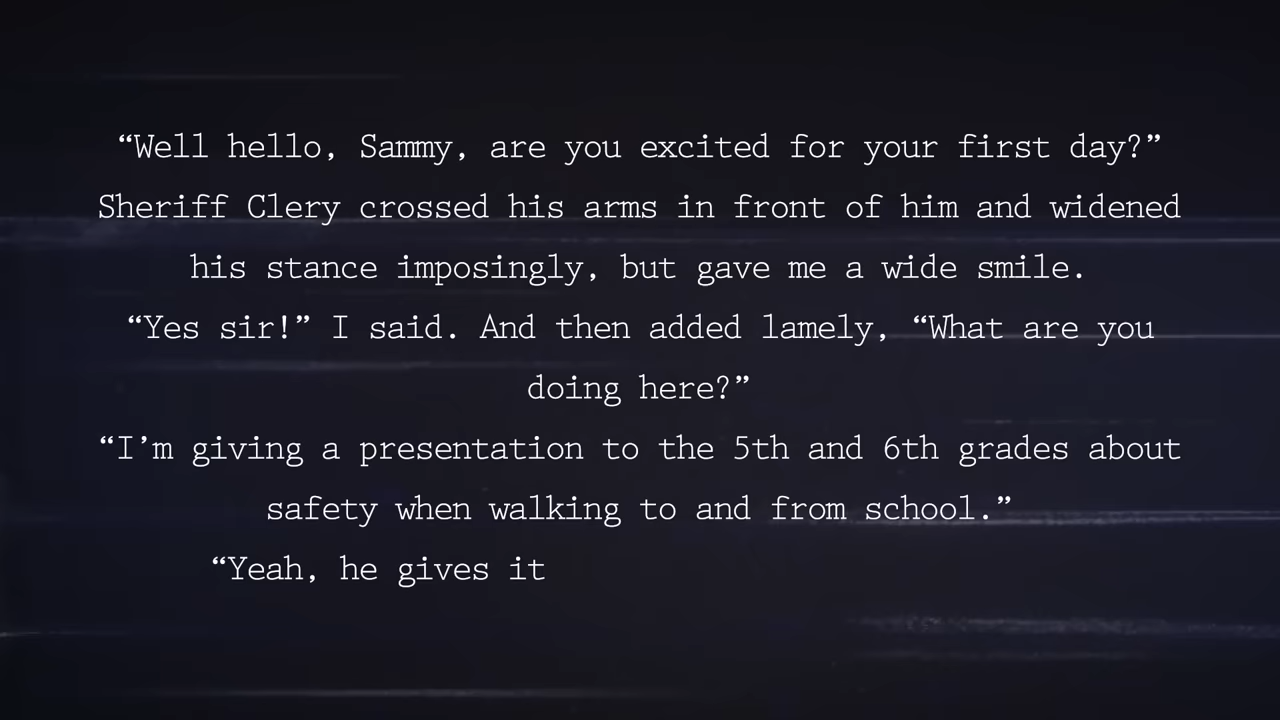 “Well hello, Sammy, are you excited for your first day?”
Sheriff Clery crossed his arms in front of him and widened
his stance imposingly, but gave me a wide smile.
“Yes sir!” I said. And then added lamely, “What are you
doing here?”
“I’m giving a presentation to the 5th and 6th grades about
safety when walking to and from school.”
“Yeah, he gives it